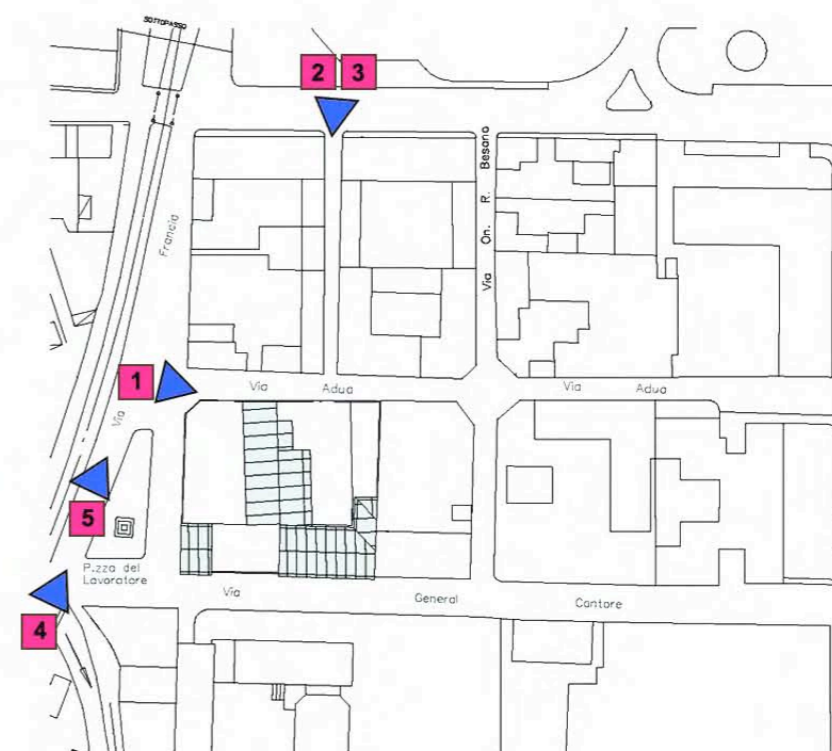 SOTTOPASSO
2
3
Via On. R. Besana
Francia
Via
1
Via Adua
Via Adua
5
P.zza del
Lavoratore
Via General Cantore
4